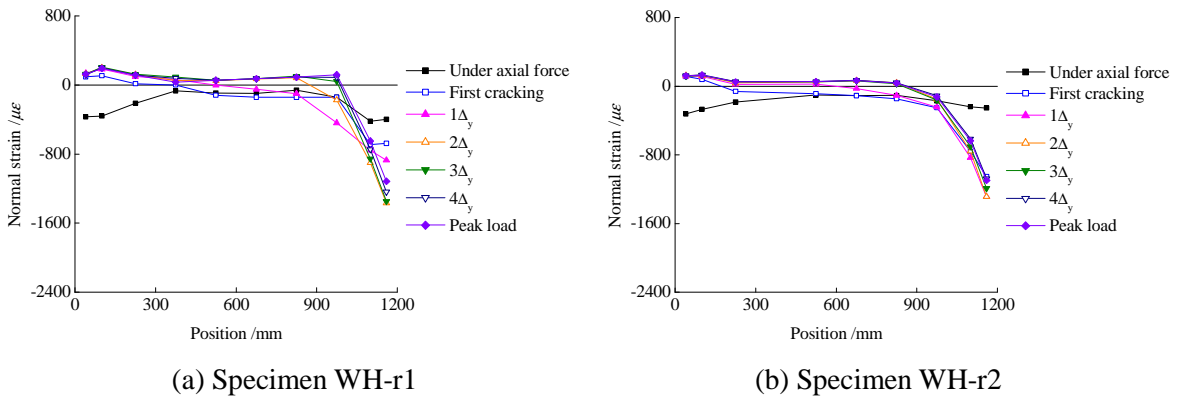 800
0
-800
-1600
-2400
Normal strain /με
0
300
600
900
1200
Position /mm
Under axial force
First cracking
1Δy
2Δy
3Δy
4Δy
Peak load
(a) Specimen WH-r1
800
0
-800
-1600
-2400
Normal strain /με
0
300
600
900
1200
Position /mm
Under axial force
First cracking
1Δy
2Δy
3Δy
4Δy
Peak load
(b) Specimen WH-r2